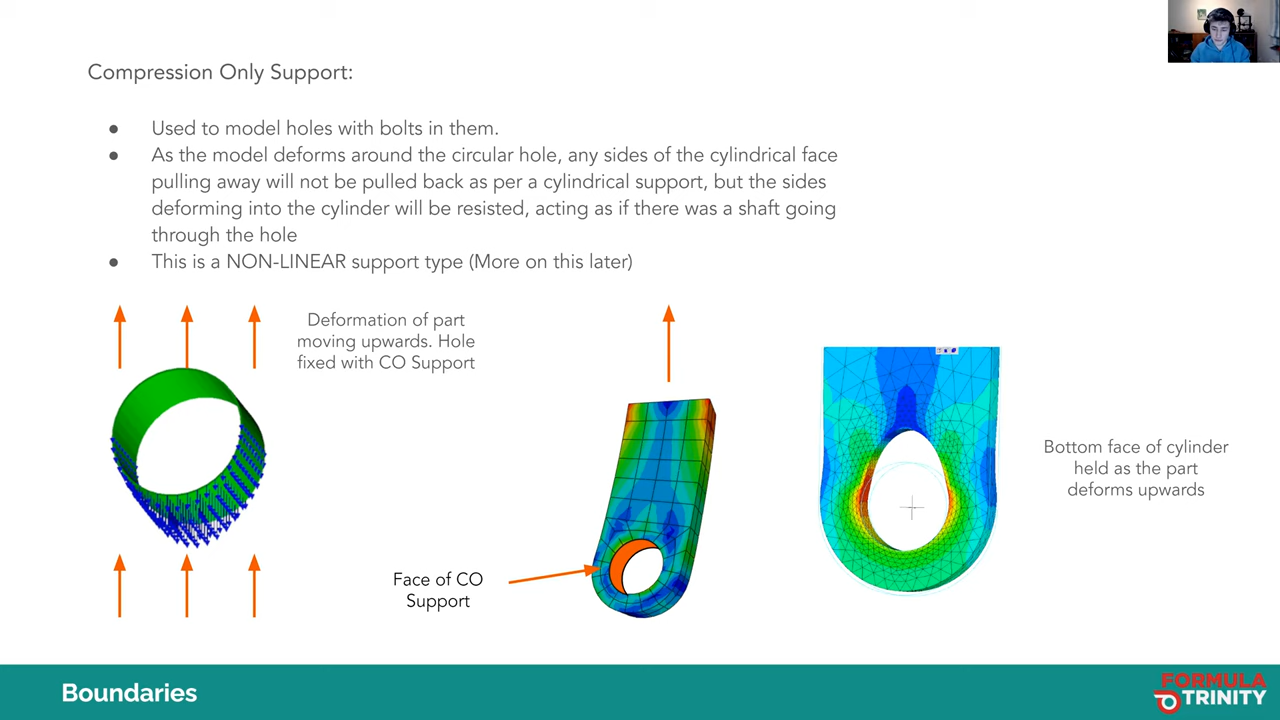 Compression Only Support:
● Used to model holes with bolts in them.
● As the model deforms around the circular hole, any sides of the cylindrical face
pulling away will not be pulled back as per a cylindrical support, but the sides
deforming into the cylinder will be resisted, acting as if there was a shaft going
through the hole
● This is a NON-LINEAR support type (More on this later)
Deformation of part
moving upwards. Hole
fixed with CO Support
Face of CO
Support
Bottom face of cylinder
held as the part
deforms upwards
Boundaries
FORMULA
TRINITY